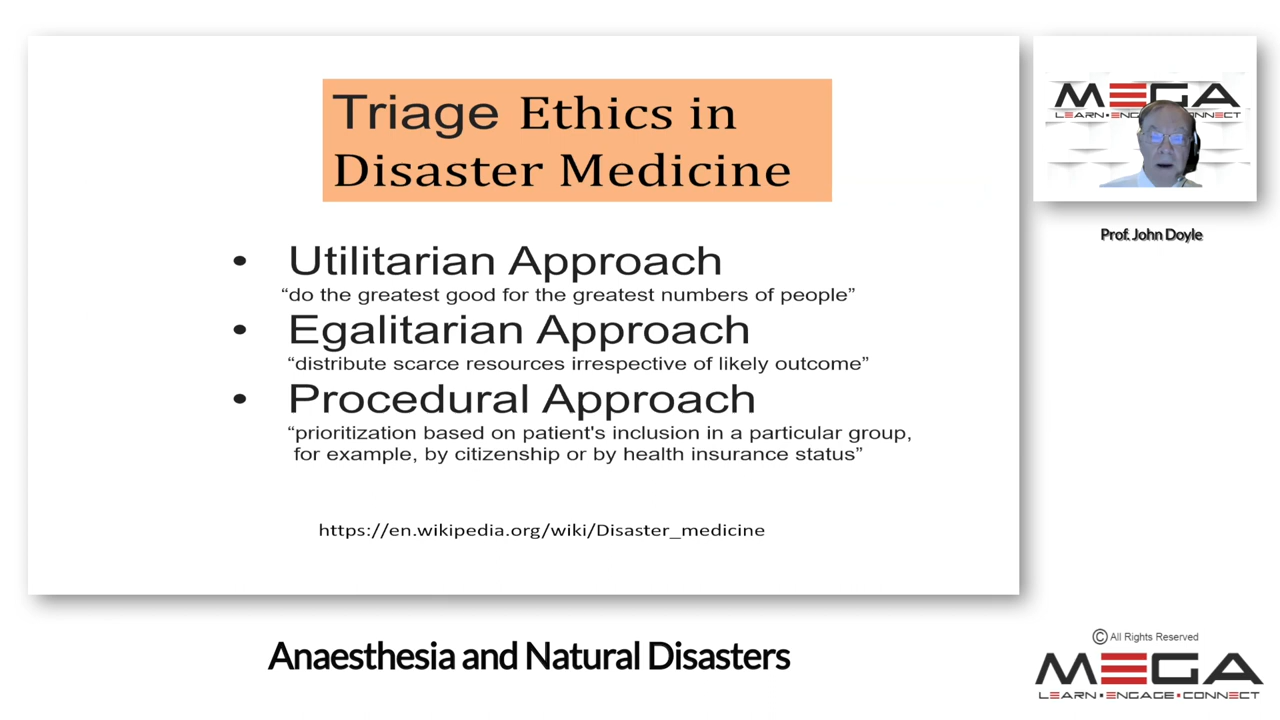 Triage Ethics in
Disaster Medicine
• Utilitarian Approach
“do the greatest good for the greatest numbers of people”
• Egalitarian Approach
“distribute scarce resources irrespective of likely outcome”
• Procedural Approach
“prioritization based on patient's inclusion in a particular group,
for example, by citizenship or by health insurance status”
https://en.wikipedia.org/wiki/Disaster_medicine
MEGA
LEARN•ENGAGE•CONNECT
Prof. John Doyle
Anaesthesia and Natural Disasters
© All Rights Reserved
MEGA
LEARN•ENGAGE•CONNECT